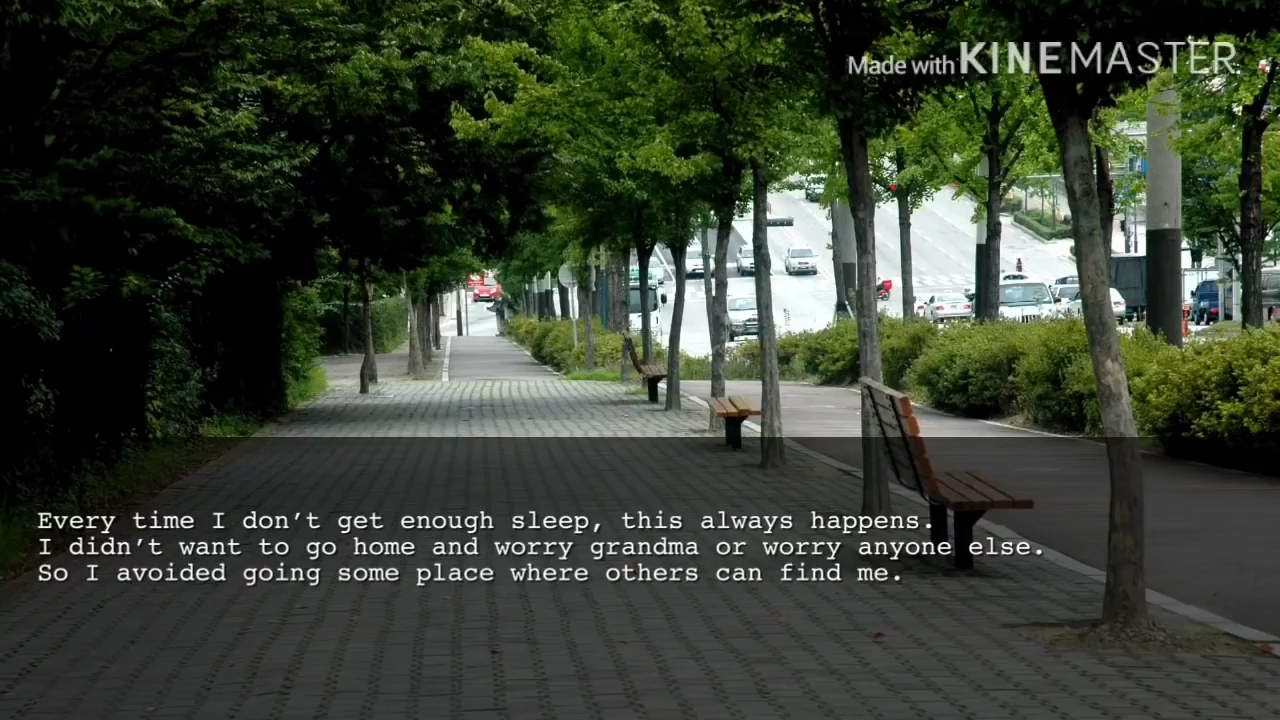 Made with KINEMASTER
Every time I don't get enough sleep, this always happens.
I didn't want to go home and worry grandma or worry anyone else.
So I avoided going some place where others can find me.